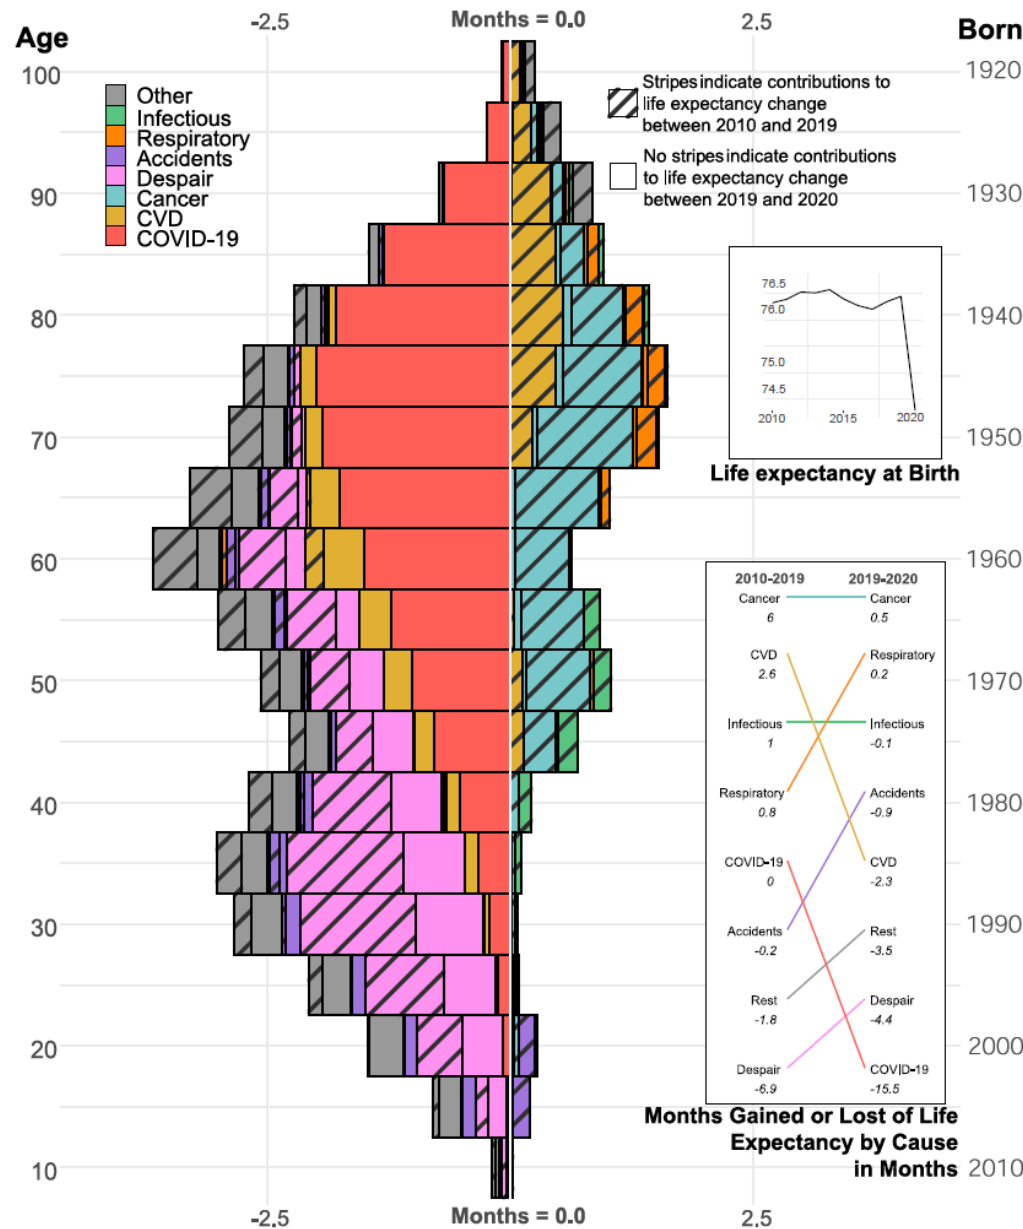 -2.5 Months = 0.0 2.5
Age Born
100 1920
Other
Infectious
Respiratory
Accidents
Despair
Cancer
CVD
COVID-19
Stripes indicate contributions to
life expectancy change
between 2010 and 2019
No stripes indicate contributions
to life expectancy change
between 2019 and 2020
90 1930
76.5
76.0
75.0
74.5
2010 2015 2020
Life expectancy at Birth
80 1940
70 1950
60 1960
2010-2019 2019-2020
Cancer Cancer
6 0.5
CVD Respiratory
2.6 0.2
Infectious Infectious
1 -0.1
Respiratory Accidents
0.8 -0.9
COVID-19 CVD
0 -2.3
Accidents Rest
-0.2 -3.5
Rest Despair
-1.8 -4.4
Despair COVID-19
-6.9 -15.5
Months Gained or Lost of Life
Expectancy by Cause
in Months
50 1970
40 1980
30 1990
20 2000
10 2010
-2.5 Months = 0.0 2.5